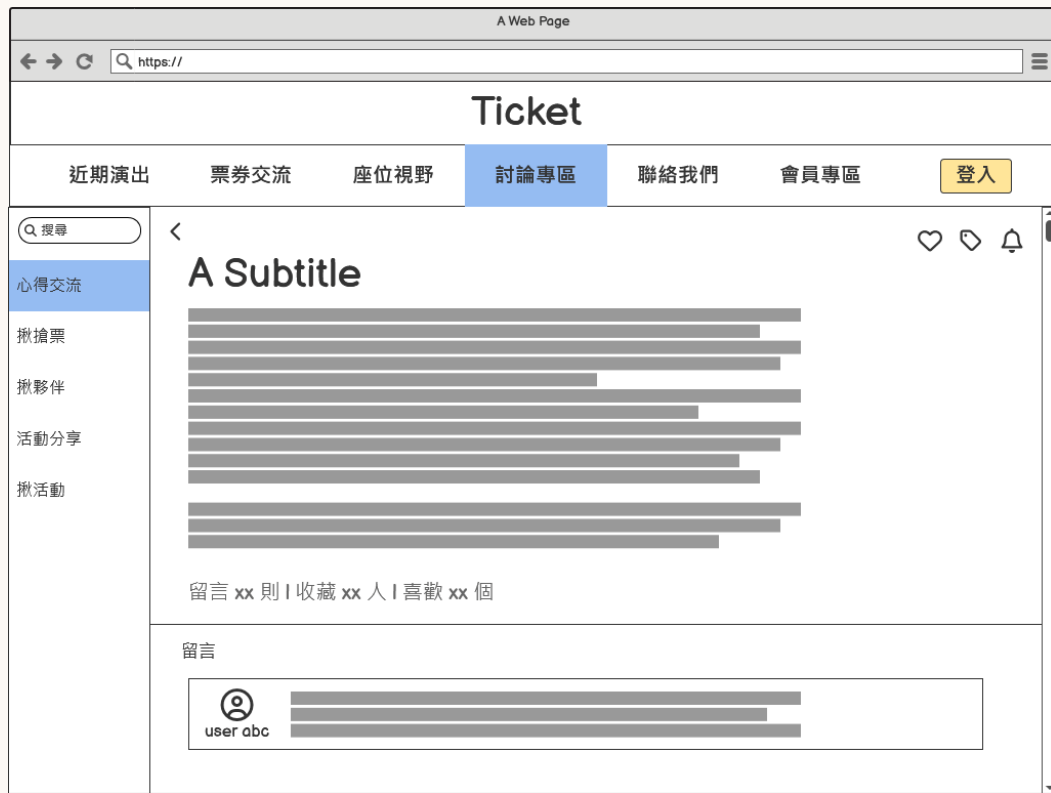 A Web Page
https://
Ticket
近期演出 票券交流 座位視野 討論專區 聯絡我們 會員專區 登入
搜尋
心得交流
揪搶票
揪夥伴
活動分享
揪活動
A Subtitle
留言 xx 則 | 收藏 xx 人 | 喜歡 xx 個
留言
user abc